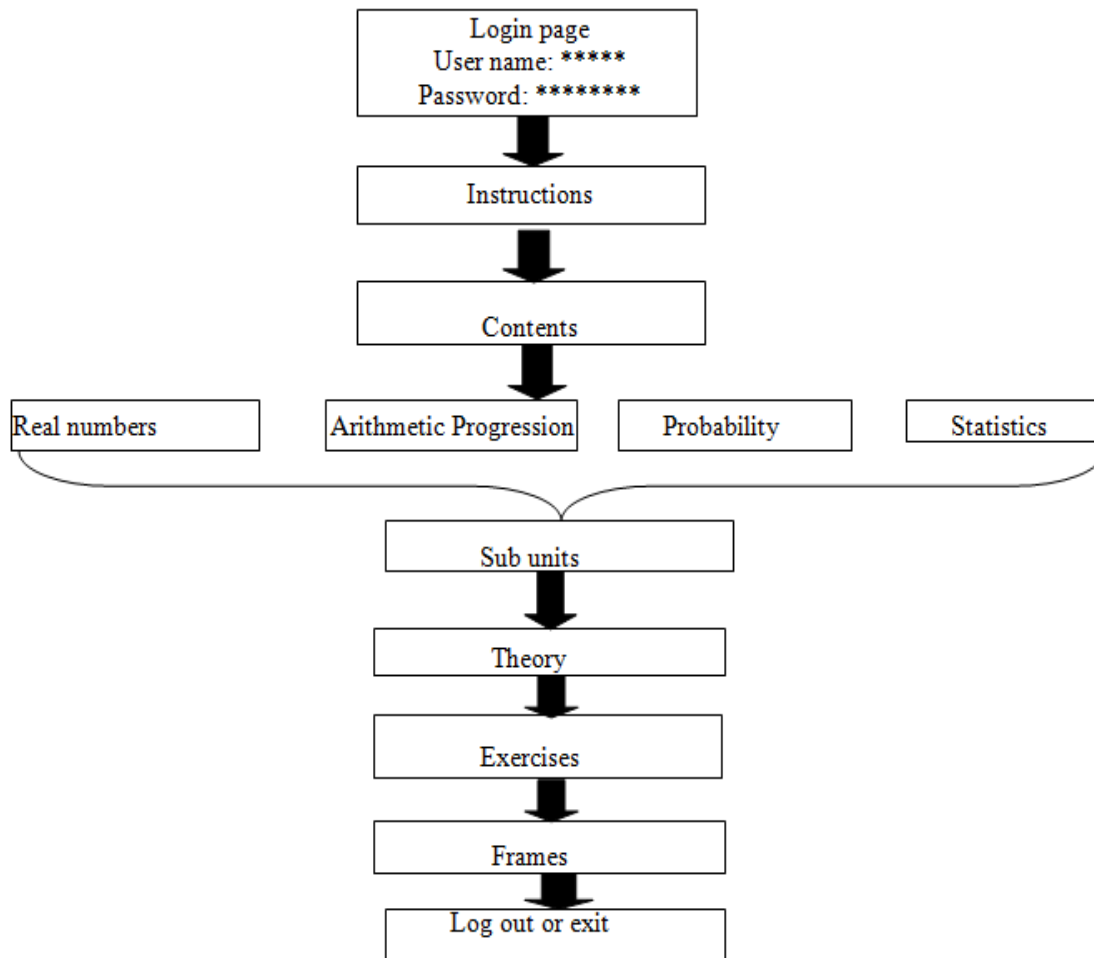 Login page
User name: *****
Password: ********
Instructions
Contents
Real numbers
Arithmetic Progression
Probability
Statistics
Sub units
Theory
Exercises
Frames
Log out or exit